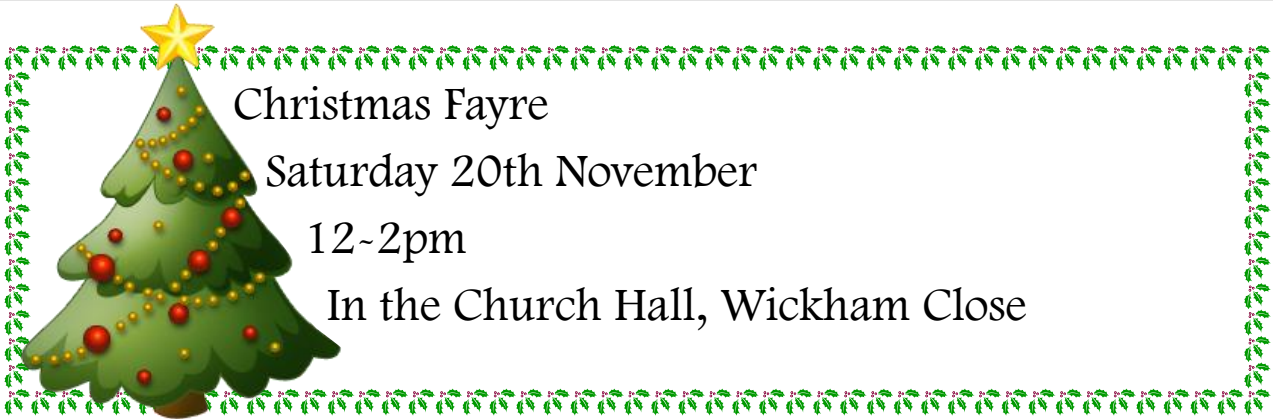 Christmas Fayre
Saturday 20th November
12-2pm
In the Church Hall, Wickham Close